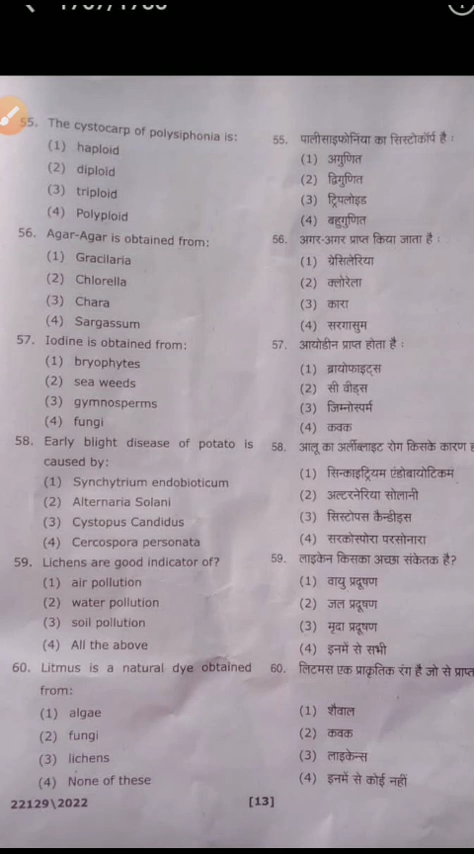 55. The cystocarp of polysiphonia is:
(1) haploid
(2) diploid
(3) triploid
(4) Polyploid
56. Agar-Agar is obtained from:
(1) Gracilaria
(2) Chlorella
(3) Chara
(4) Sargassum
57. Iodine is obtained from:
(1) bryophytes
(2) sea weeds
(3) gymnosperms
(4) fungi
58. Early blight disease of potato is
caused by:
(1) Synchytrium endobioticum
(2) Alternaria Solani
(3) Cystopus Candidus
(4) Cercospora personata
59. Lichens are good indicator of?
(1) air pollution
(2) water pollution
(3) soil pollution
(4) All the above
60. Litmus is a natural dye obtained
from:
(1) algae
(2) fungi
(3) lichens
(4) None of these
55. पालीसाइफोनिंया का सिस्टोकॉर्प है :
(1) अगुणित
(2) द्विगुणित
(3) ट्रिपलोइड
(4) बहुगुणित
56. अगर-अगर प्राप्त किया जाता है :
(1) ग्रेसिलेरिया
(2) क्लोरेला
(3) कारा
(4) सरगासुम
57. आयोडीन प्राप्त होता है :
(1) ब्रायोफाइट्स
(2) सी वीड्स
(3) जिम्नोस्पर्म
(4) कवक
58. आलू का अर्लीब्लाइट रोग किसके कारण
(1) सिन्काइट्रियम एंडोबायोटिकम
(2) अल्टरनेरिया सोलानी
(3) सिस्टोपस कैन्डीड्स
(4) सरकोस्पोरा परसोनारा
59. लाइकेन किसका अच्छा संकेतक है?
(1) वायु प्रदूषण
(2) जल प्रदूषण
(3) मृदा प्रदूषण
(4) इनमें से सभी
60. लिटमस एक प्राकृतिक रंग है जो से प्राप्त
(1) शैवाल
(2) कवक
(3) लाइकेन्स
(4) इनमें से कोई नहीं
22129\2022
[13]